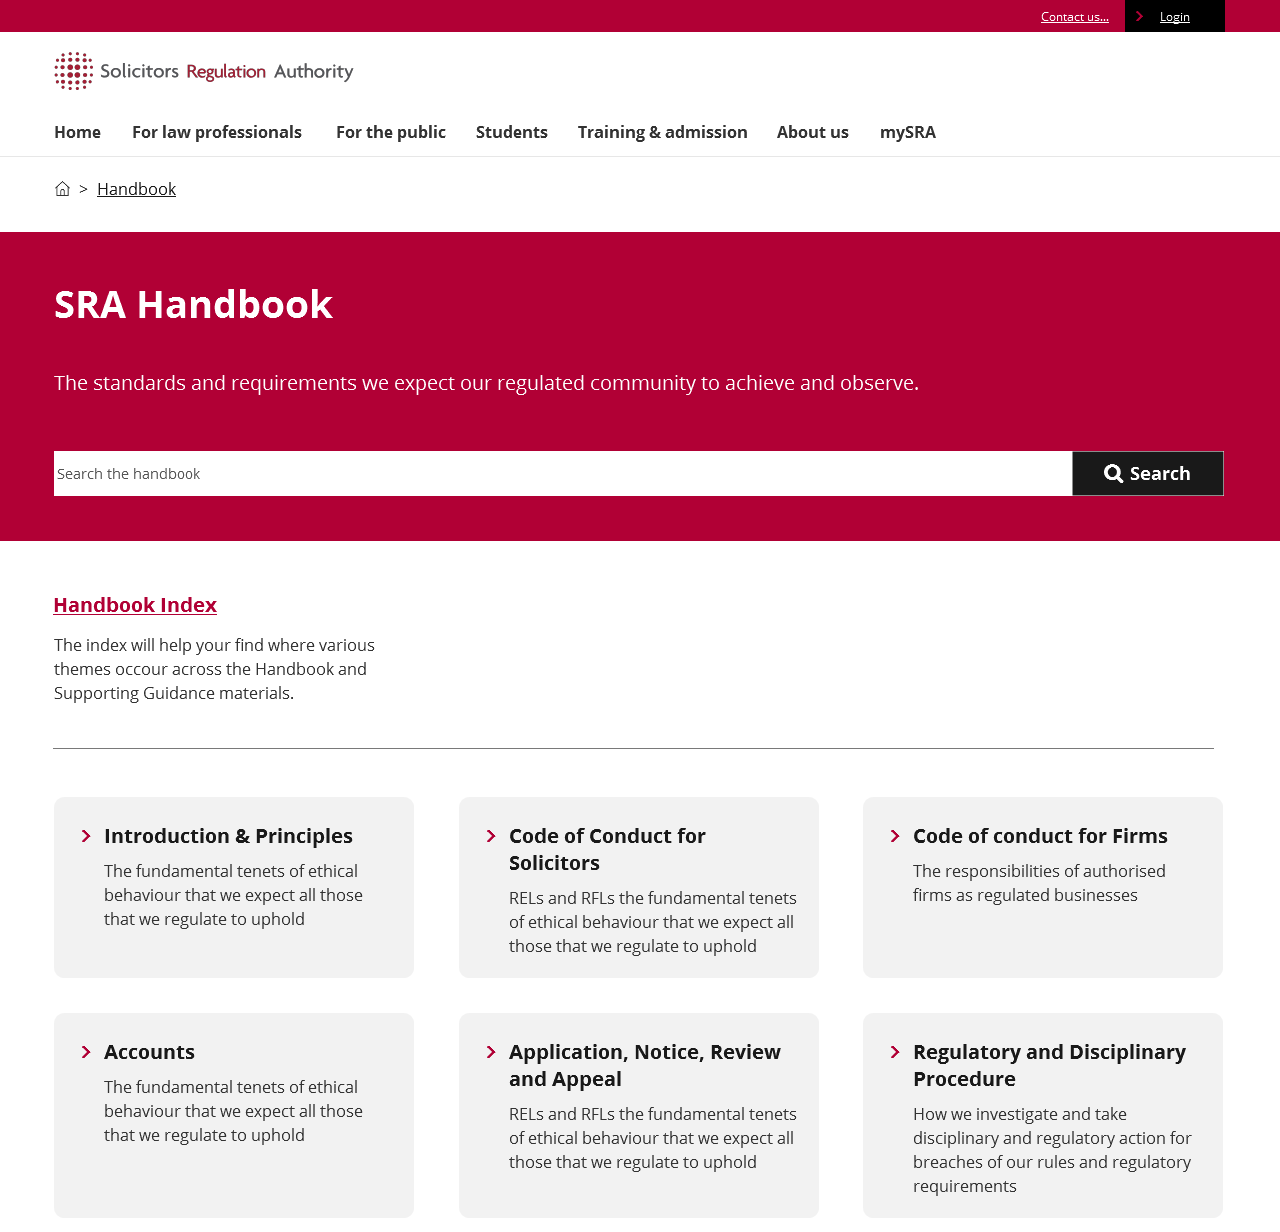 Contact us...
Login
Solicitors Regulation Authority
Home For law professionals For the public Students Training & admission About us mySRA
> Handbook
SRA Handbook
The standards and requirements we expect our regulated community to achieve and observe.
Search the handbook
Search
Handbook Index
The index will help your find where various
themes occour across the Handbook and
Supporting Guidance materials.
Introduction & Principles
The fundamental tenets of ethical
behaviour that we expect all those
that we regulate to uphold
Code of Conduct for
Solicitors
RELs and RFLs the fundamental tenets
of ethical behaviour that we expect all
those that we regulate to uphold
Code of conduct for Firms
The responsibilities of authorised
firms as regulated businesses
Accounts
The fundamental tenets of ethical
behaviour that we expect all those
that we regulate to uphold
Application, Notice, Review
and Appeal
RELs and RFLs the fundamental tenets
of ethical behaviour that we expect all
those that we regulate to uphold
Regulatory and Disciplinary
Procedure
How we investigate and take
disciplinary and regulatory action for
breaches of our rules and regulatory
requirements